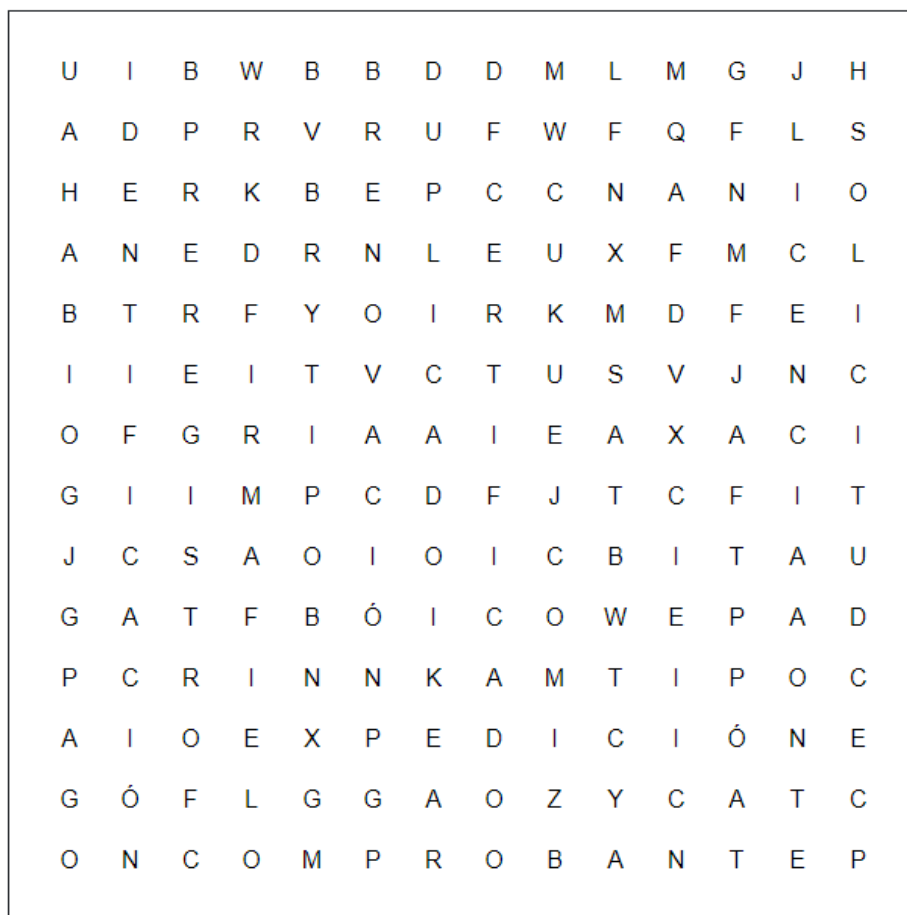 U I B W B B D D M L M G J H
A D P R V R U F W F Q F L S
H E R K B E P C C N A N I O
A N E D R N L E U X F M C L
B T R F Y O I R K M D F E I
I I E I T V C T U S V J N C
O F G R I A A I E A X A C I
G I I M P C D F J T C F I T
J C S A O I O I C B I T A U
G A T F B Ó I C O W E P A D
P C R I N N K A M T I P O C
A I O E X P E D I C I Ó N E
G Ó F L G G A O Z Y C A T C
O N C O M P R O B A N T E P